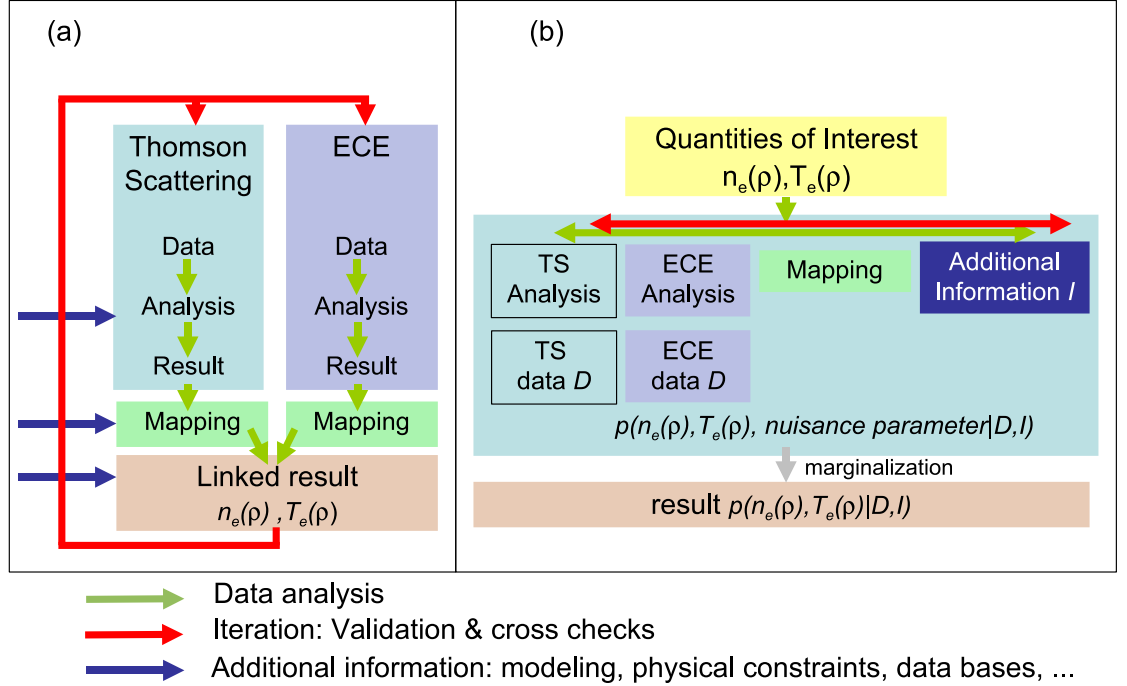 (a)
Thomson
Scattering
Data
Analysis
Result
Mapping
ECE
Data
Analysis
Result
Mapping
Linked result
nₑ(ρ) ,Tₑ(ρ)
(b)
Quantities of Interest
nₑ(ρ),Tₑ(ρ)
TS
Analysis
ECE
Analysis
Mapping
Additional
Information I
TS
data D
ECE
data D
p(nₑ(ρ),Tₑ(ρ), nuisance parameter|D,I)
marginalization
result p(nₑ(ρ),Tₑ(ρ)|D,I)
Data analysis
Iteration: Validation & cross checks
Additional information: modeling, physical constraints, data bases, ...